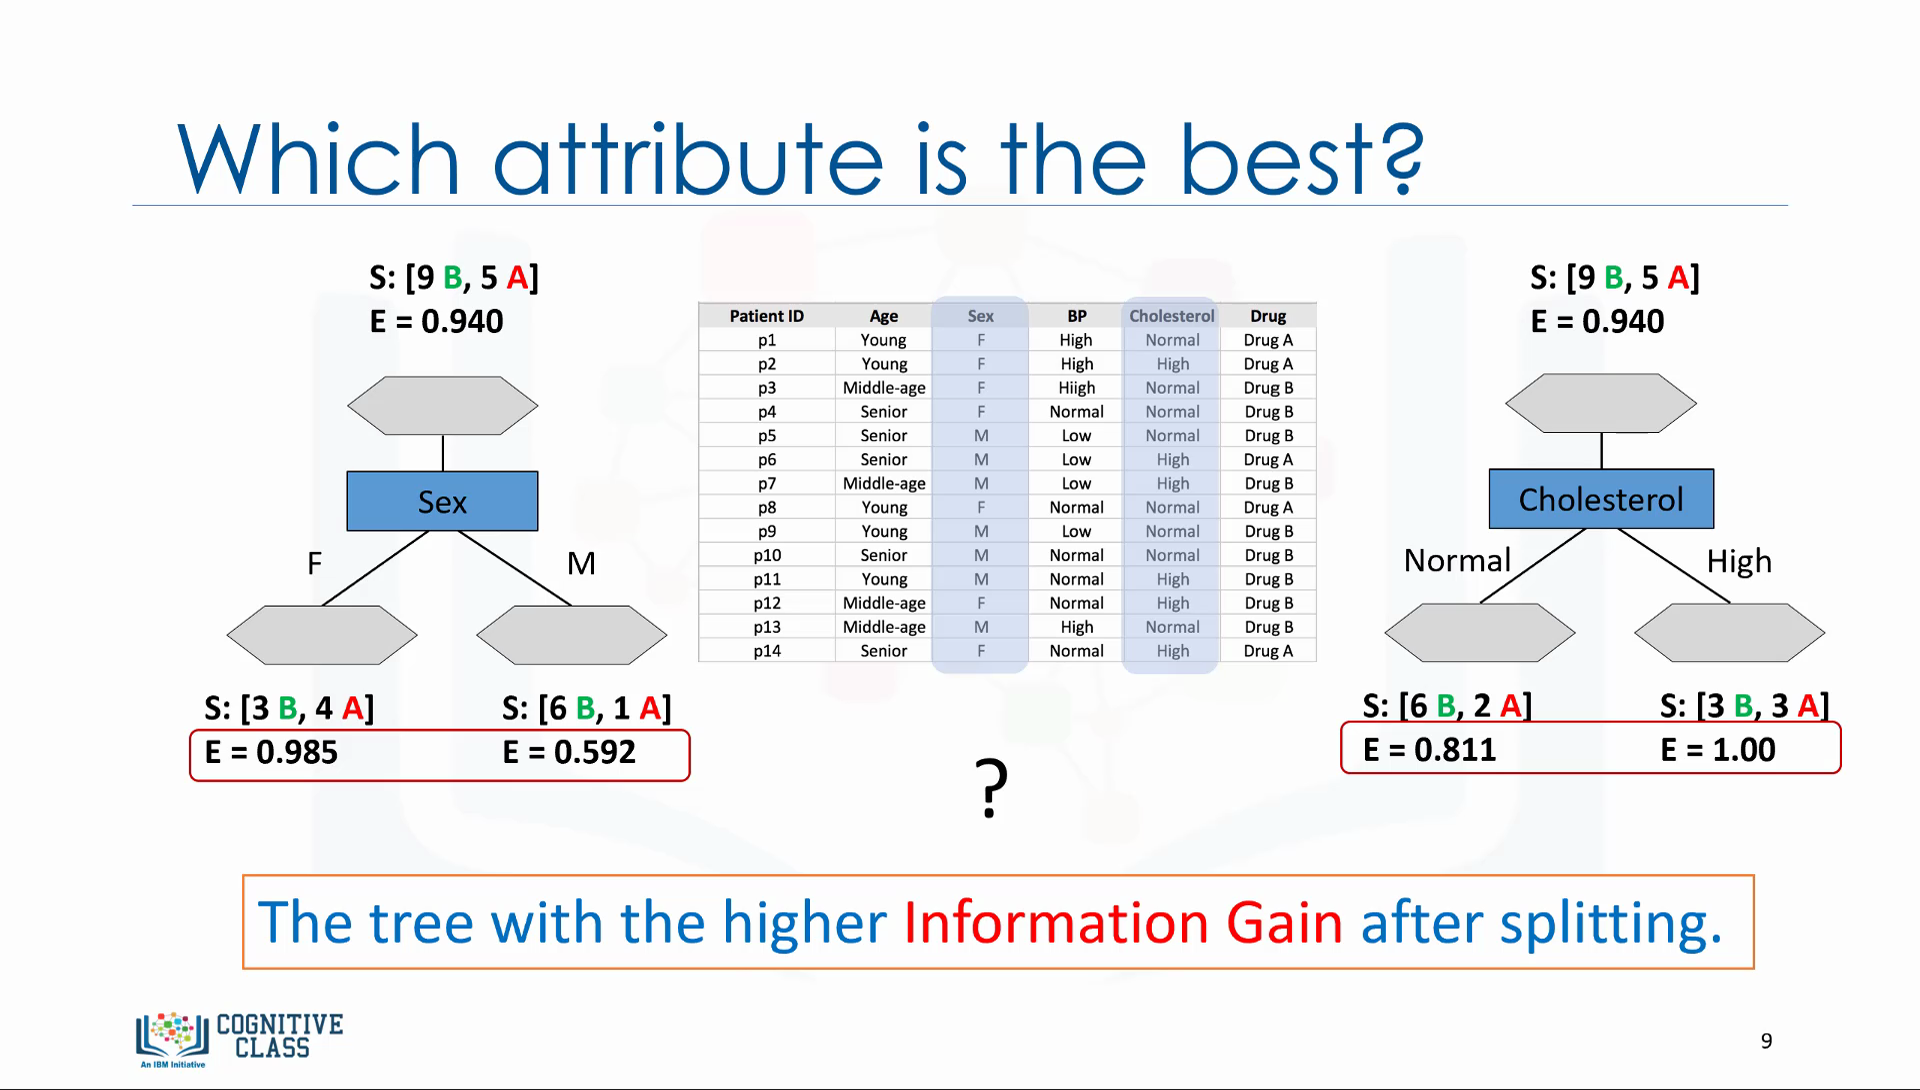 Which attribute is the best?
S: [9 B, 5 A]
E = 0.940
Sex
F
M
S: [3 B, 4 A]
E = 0.985
S: [6 B, 1 A]
E = 0.592
Patient ID Age Sex BP Cholesterol Drug
p1 Young F High Normal Drug A
p2 Young F High High Drug A
p3 Middle-age F Hiigh Normal Drug B
p4 Senior F Normal Normal Drug B
p5 Senior M Low Normal Drug B
p6 Senior M Low High Drug A
p7 Middle-age M Low High Drug B
p8 Young F Normal Normal Drug A
p9 Young M Low Normal Drug B
p10 Senior M Normal Normal Drug B
p11 Young M Normal High Drug B
p12 Middle-age F Normal High Drug B
p13 Middle-age M High Normal Drug B
p14 Senior F Normal High Drug A
?
S: [9 B, 5 A]
E = 0.940
Cholesterol
Normal
High
S: [6 B, 2 A]
E = 0.811
S: [3 B, 3 A]
E = 1.00
The tree with the higher Information Gain after splitting.
COGNITIVE
CLASS
An IBM Initiative
9